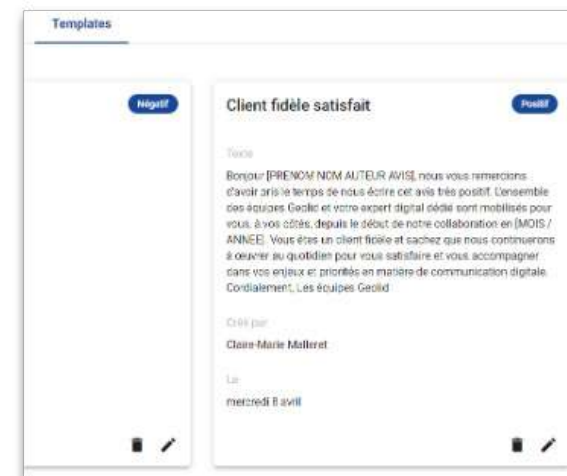 Templates
Négatif
Client fidèle satisfait
Positif
Texte
Bonjour [PRENOM NOM AUTEUR AVIS], nous vous remercions
d'avoir pris le temps de nous écrire cet avis très positif. L'ensemble
des équipes Geolid et votre expert digital dédié sont mobilisés pour
vous, à vos côtés, depuis le début de notre collaboration en [MOIS /
ANNEE]. Vous êtes un client fidèle et sachez que nous continuerons
à œuvrer au quotidien pour vous satisfaire et vous accompagner
dans vos enjeux et priorités en matière de communication digitale.
Cordialement, Les équipes Geolid
Créé par
Claire-Marie Malleret
Le
mercredi 8 avril